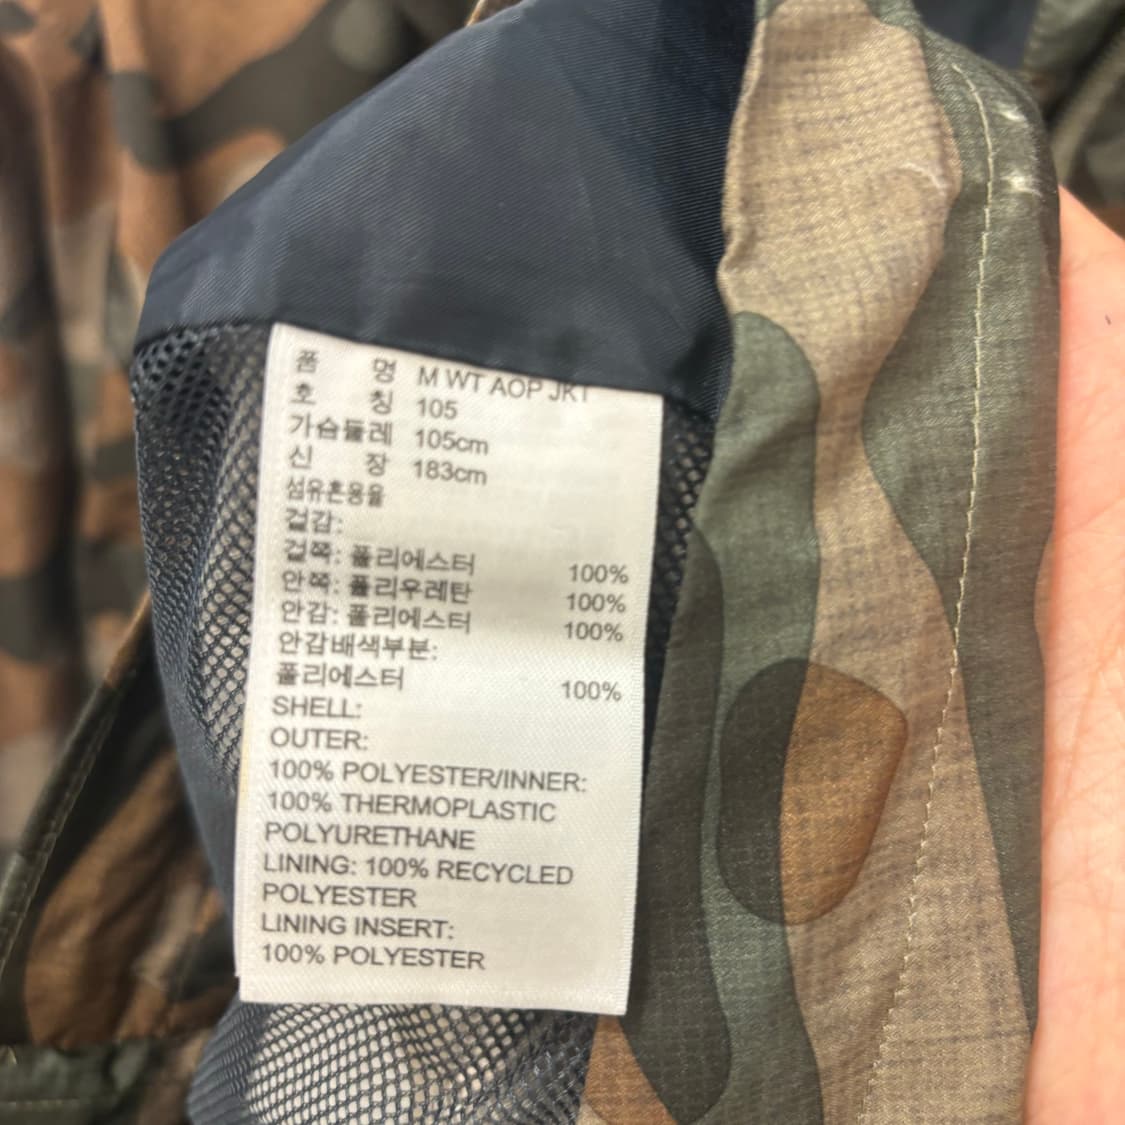 품 명 M WT AOP JKT
호 칭 105
가슴둘레 105cm
신 장 183cm
섬유혼용율
겉감:
겉쪽: 폴리에스터 100%
안쪽: 폴리우레탄 100%
안감: 폴리에스터 100%
안감배색부분:
폴리에스터 100%
SHELL:
OUTER:
100% POLYESTER/INNER:
100% THERMOPLASTIC
POLYURETHANE
LINING: 100% RECYCLED
POLYESTER
LINING INSERT:
100% POLYESTER